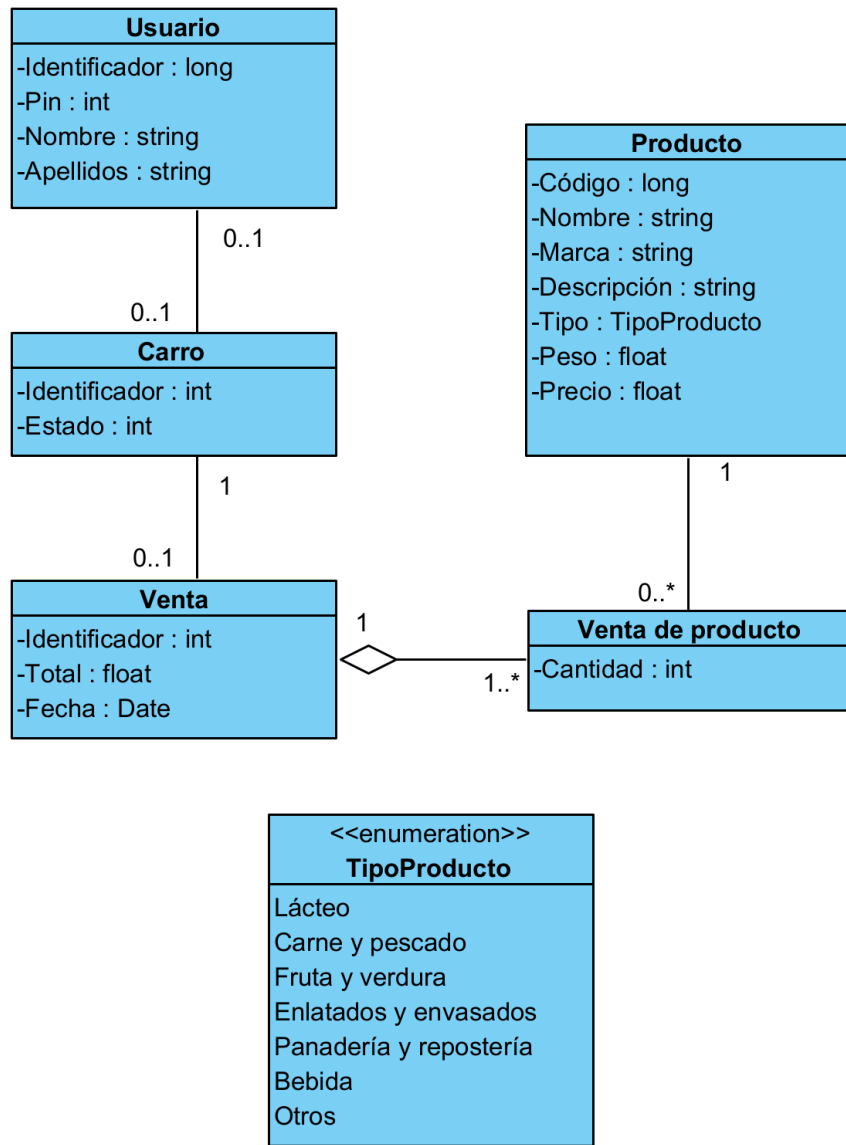 Usuario
-Identificador : long
-Pin : int
-Nombre : string
-Apellidos : string
0..1
0..1
Carro
-Identificador : int
-Estado : int
1
0..1
Venta
-Identificador : int
-Total : float
-Fecha : Date
1
1..*
Producto
-Código : long
-Nombre : string
-Marca : string
-Descripción : string
-Tipo : TipoProducto
-Peso : float
-Precio : float
1
0..*
Venta de producto
-Cantidad : int
<<enumeration>>
TipoProducto
Lácteo
Carne y pescado
Fruta y verdura
Enlatados y envasados
Panadería y repostería
Bebida
Otros